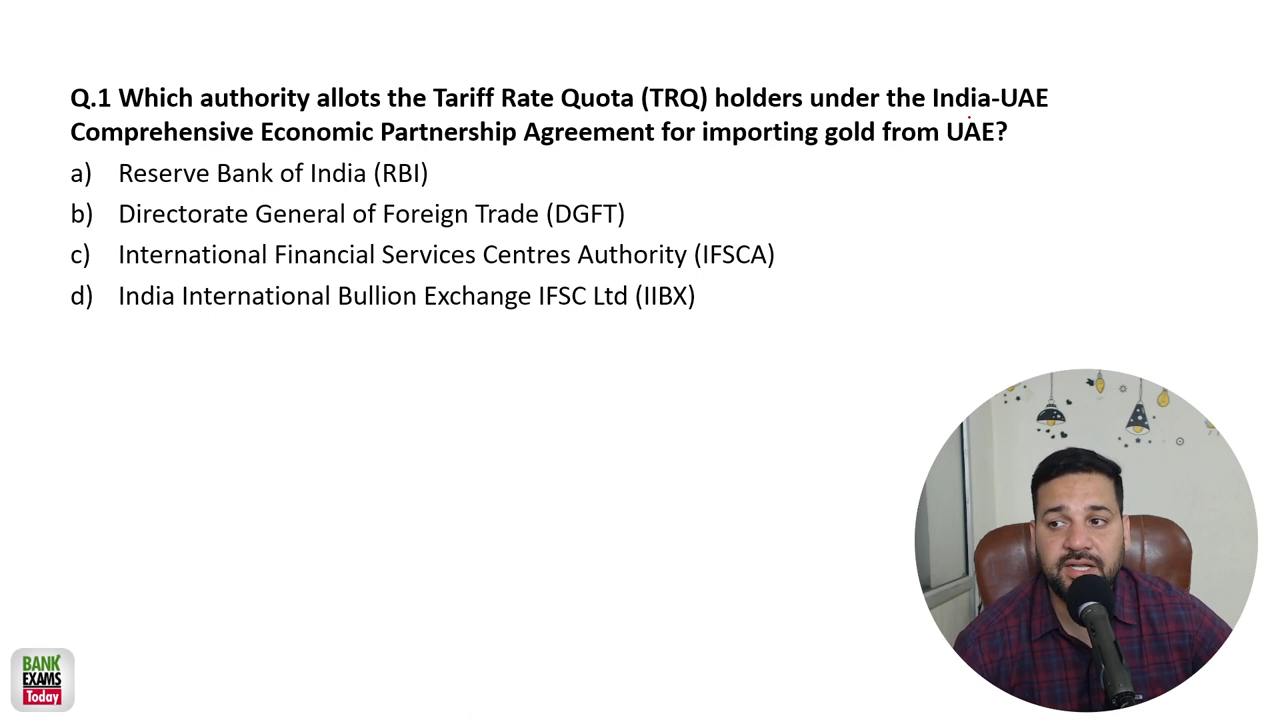 Q.1 Which authority allots the Tariff Rate Quota (TRQ) holders under the India-UAE
Comprehensive Economic Partnership Agreement for importing gold from UAE?
a) Reserve Bank of India (RBI)
b) Directorate General of Foreign Trade (DGFT)
c) International Financial Services Centres Authority (IFSCA)
d) India International Bullion Exchange IFSC Ltd (IIBX)
BANK
EXAMS
Today